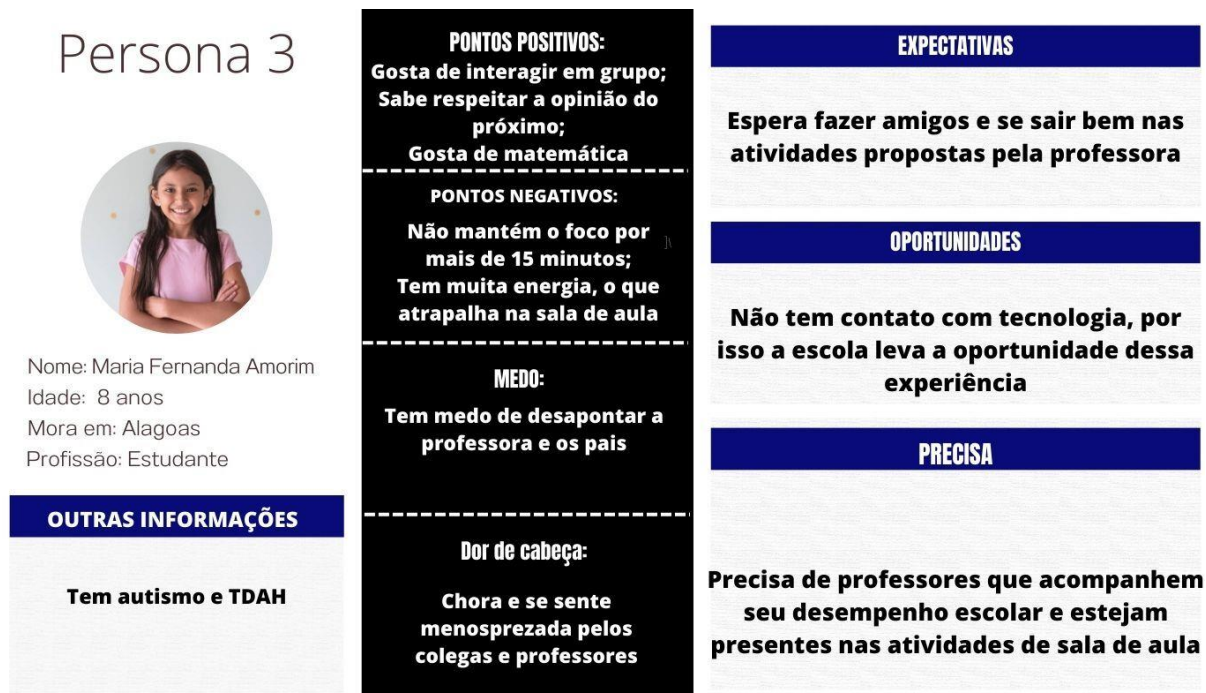 Persona 3
Nome: Maria Fernanda Amorim
Idade: 8 anos
Mora em: Alagoas
Profissão: Estudante
OUTRAS INFORMAÇÕES
Tem autismo e TDAH
PONTOS POSITIVOS:
Gosta de interagir em grupo;
Sabe respeitar a opinião do
próximo;
Gosta de matemática
PONTOS NEGATIVOS:
Não mantém o foco por
mais de 15 minutos;
Tem muita energia, o que
atrapalha na sala de aula
]\
MEDO:
Tem medo de desapontar a
professora e os pais
Dor de cabeça:
Chora e se sente
menosprezada pelos
colegas e professores
EXPECTATIVAS
Espera fazer amigos e se sair bem nas
atividades propostas pela professora
OPORTUNIDADES
Não tem contato com tecnologia, por
isso a escola leva a oportunidade dessa
experiência
PRECISA
Precisa de professores que acompanhem
seu desempenho escolar e estejam
presentes nas atividades de sala de aula